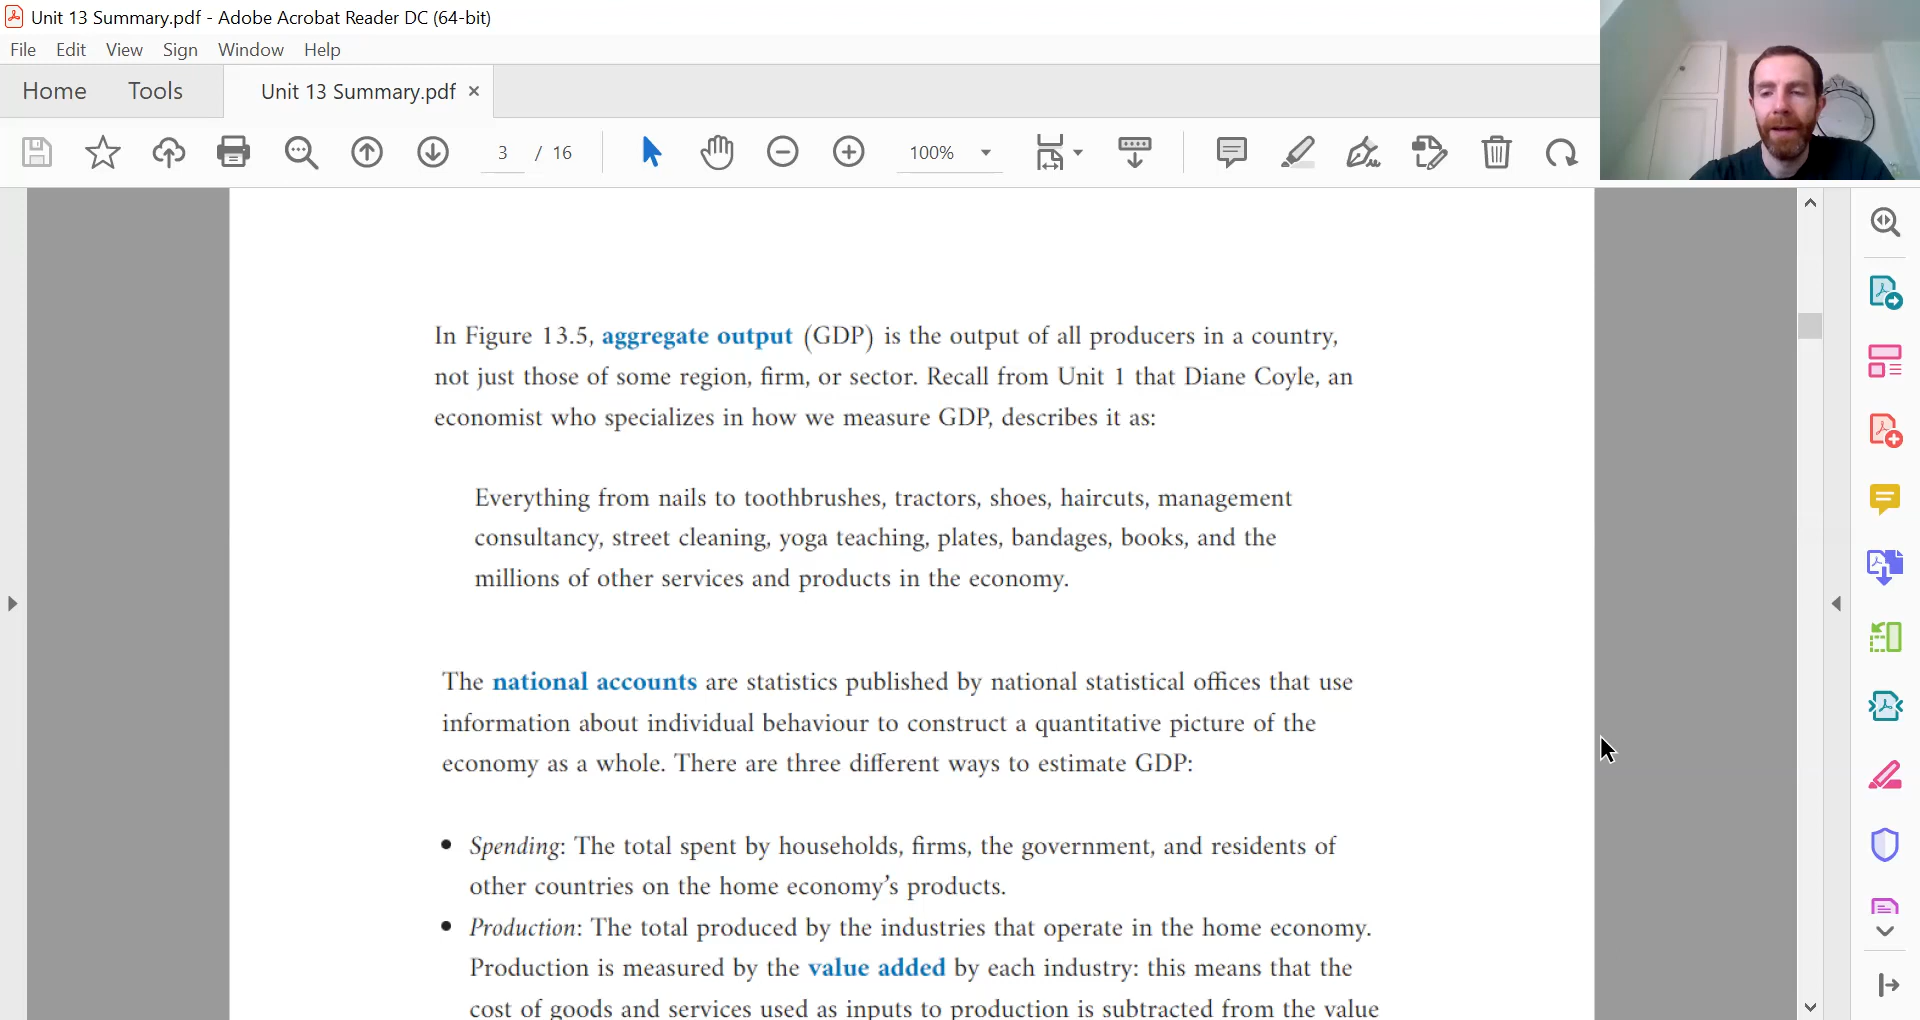 Unit 13 Summary.pdf - Adobe Acrobat Reader DC (64-bit)
File Edit View Sign Window Help
Home Tools Unit 13 Summary.pdf ×
3 / 16 100%
In Figure 13.5, aggregate output (GDP) is the output of all producers in a country,
not just those of some region, firm, or sector. Recall from Unit 1 that Diane Coyle, an
economist who specializes in how we measure GDP, describes it as:
Everything from nails to toothbrushes, tractors, shoes, haircuts, management
consultancy, street cleaning, yoga teaching, plates, bandages, books, and the
millions of other services and products in the economy.
The national accounts are statistics published by national statistical offices that use
information about individual behaviour to construct a quantitative picture of the
economy as a whole. There are three different ways to estimate GDP:
• Spending: The total spent by households, firms, the government, and residents of
other countries on the home economy’s products.
• Production: The total produced by the industries that operate in the home economy.
Production is measured by the value added by each industry: this means that the
cost of goods and services used as inputs to production is subtracted from the value